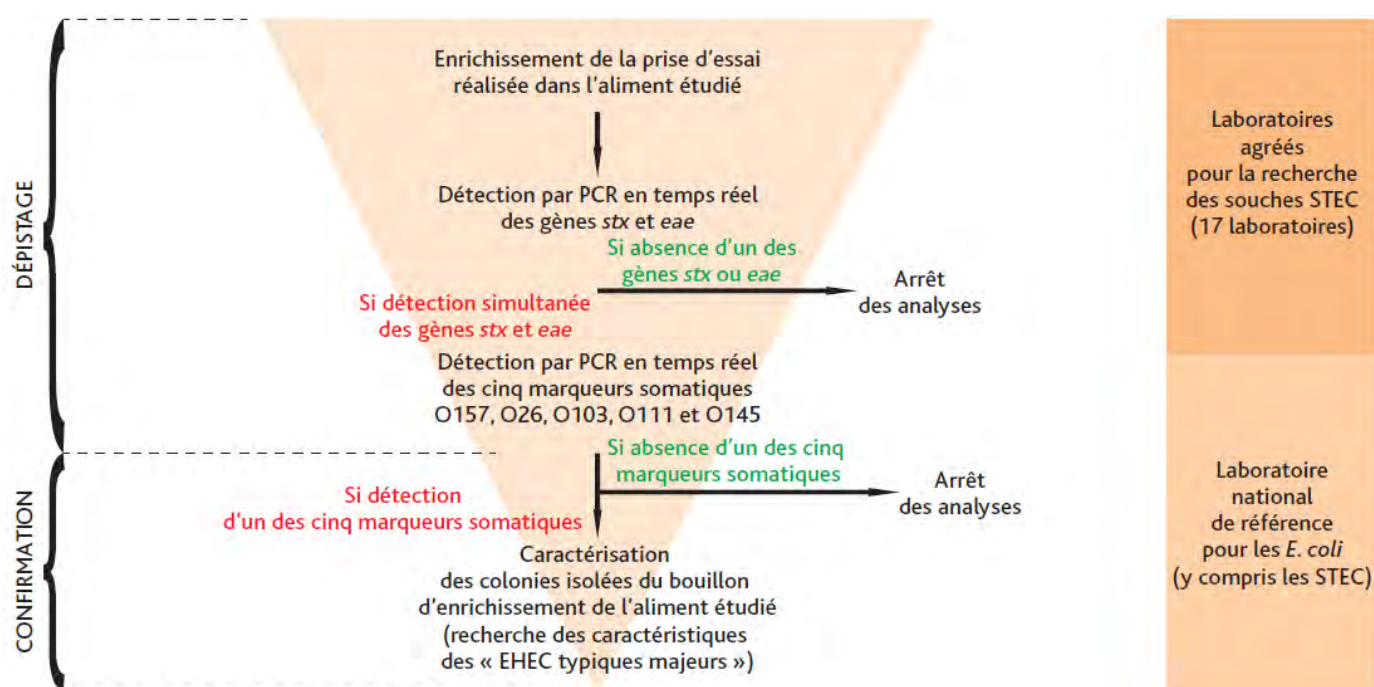 DÉPISTAGE
Enrichissement de la prise d'essai
réalisée dans l'aliment étudié
Détection par PCR en temps réel
des gènes stx et eae
Si absence d'un des
gènes stx ou eae
Arrêt
des analyses
Si détection simultanée
des gènes stx et eae
Détection par PCR en temps réel
des cinq marqueurs somatiques
O157, O26, O103, O111 et O145
CONFIRMATION
Si absence d'un des cinq
marqueurs somatiques
Arrêt
des analyses
Si détection
d'un des cinq marqueurs somatiques
Caractérisation
des colonies isolées du bouillon
d'enrichissement de l'aliment étudié
(recherche des caractéristiques
des « EHEC typiques majeurs »)
Laboratoires
agréés
pour la recherche
des souches STEC
(17 laboratoires)
Laboratoire
national
de référence
pour les E. coli
(y compris les STEC)